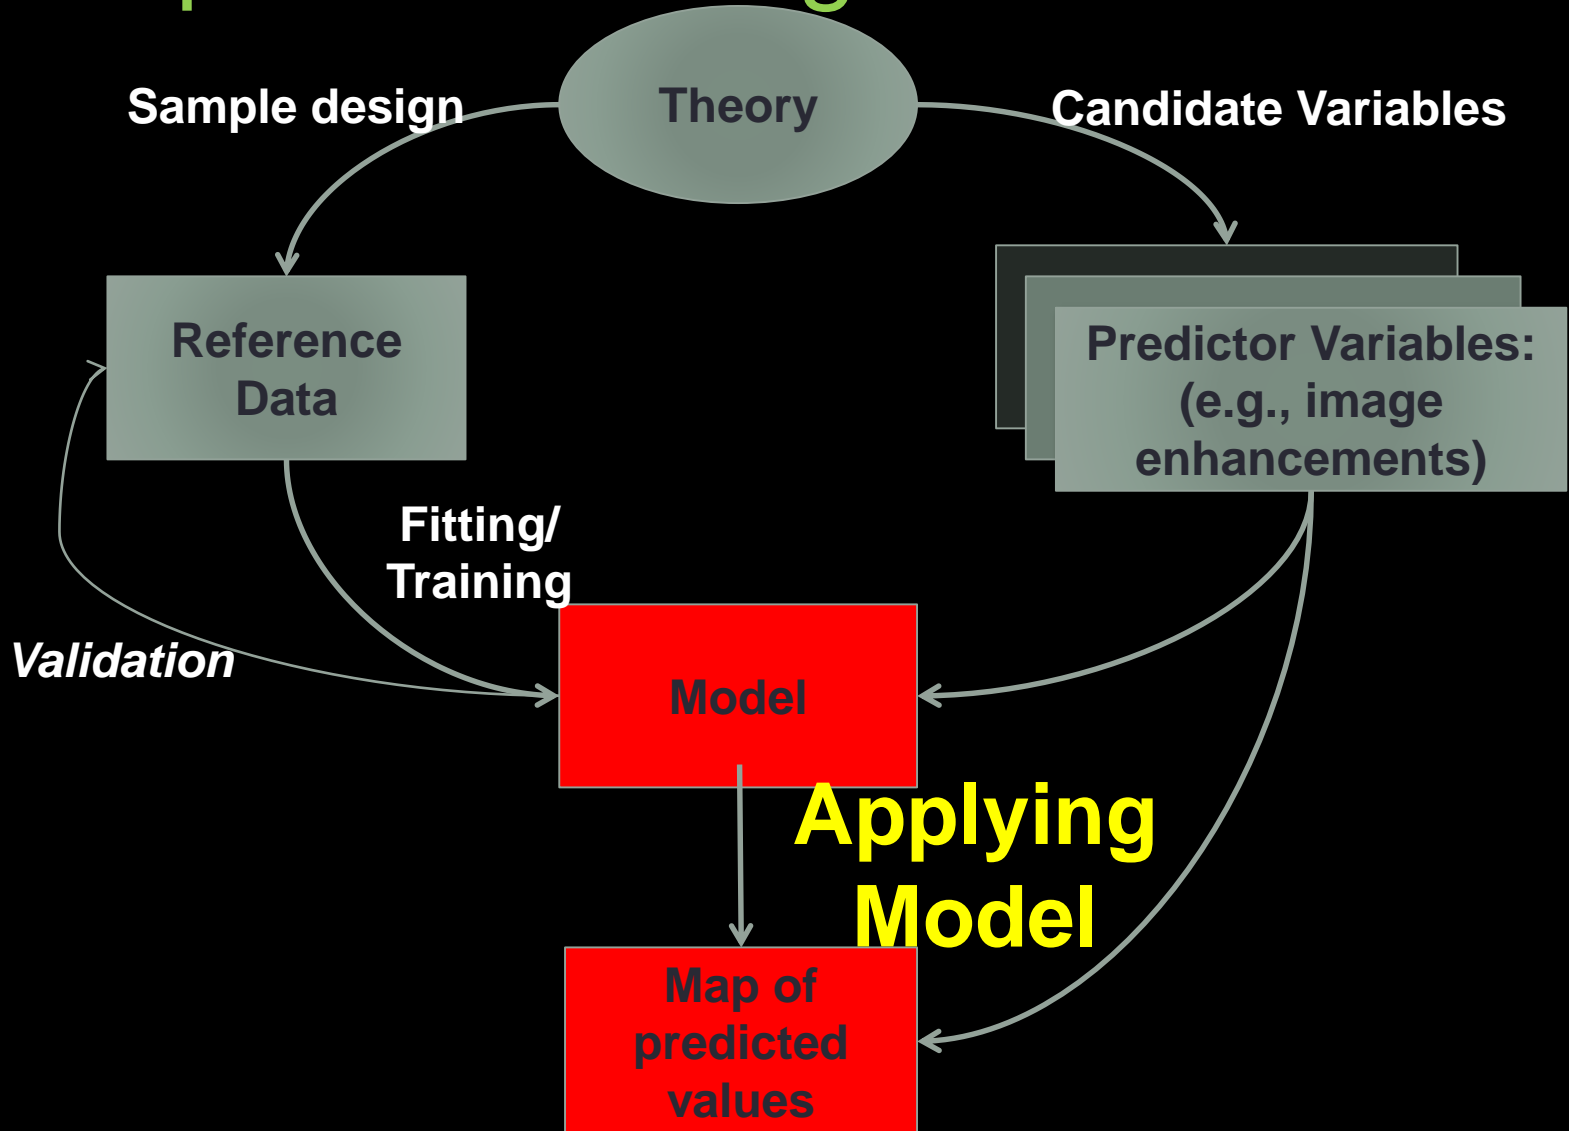 Theory
Sample design
Candidate Variables
Reference
Data
Predictor Variables:
(e.g., image
enhancements)
Fitting/
Training
Validation
Model
Applying
Model
Map of
predicted
values